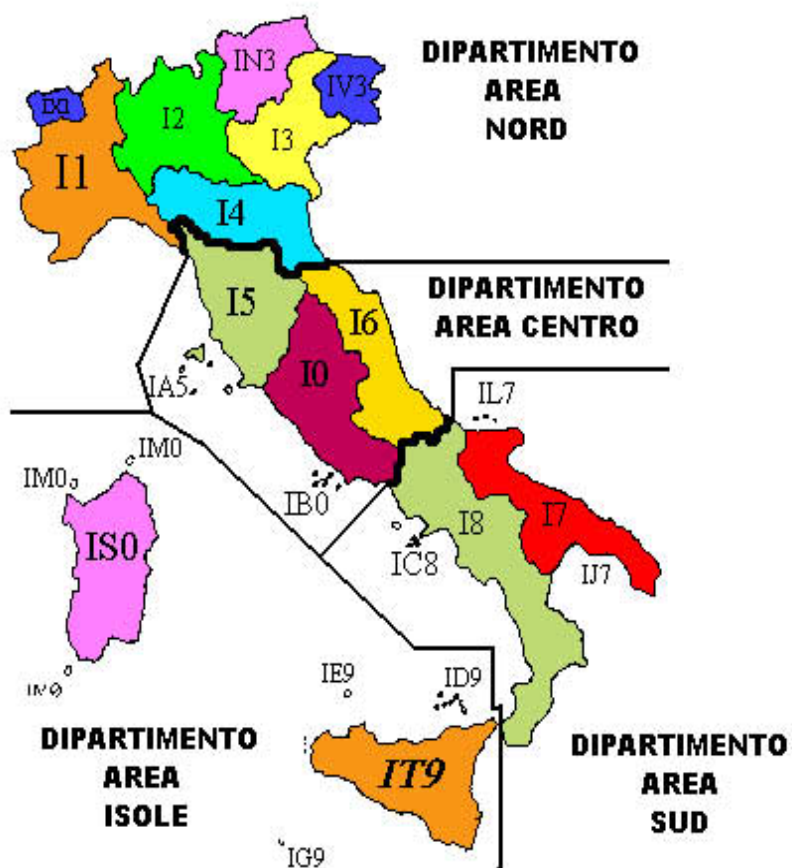 IN3
DIPARTIMENTO
AREA
NORD
IV3
IX1
I2
I3
I1
I4
DIPARTIMENTO
AREA CENTRO
I5
I6
I0
IA5
IL7
IM0
IM0
IB0
I8
I7
IS0
IC8
IJ7
IE9
ID9
DIPARTIMENTO
AREA
ISOLE
IT9
DIPARTIMENTO
AREA
SUD
IG9